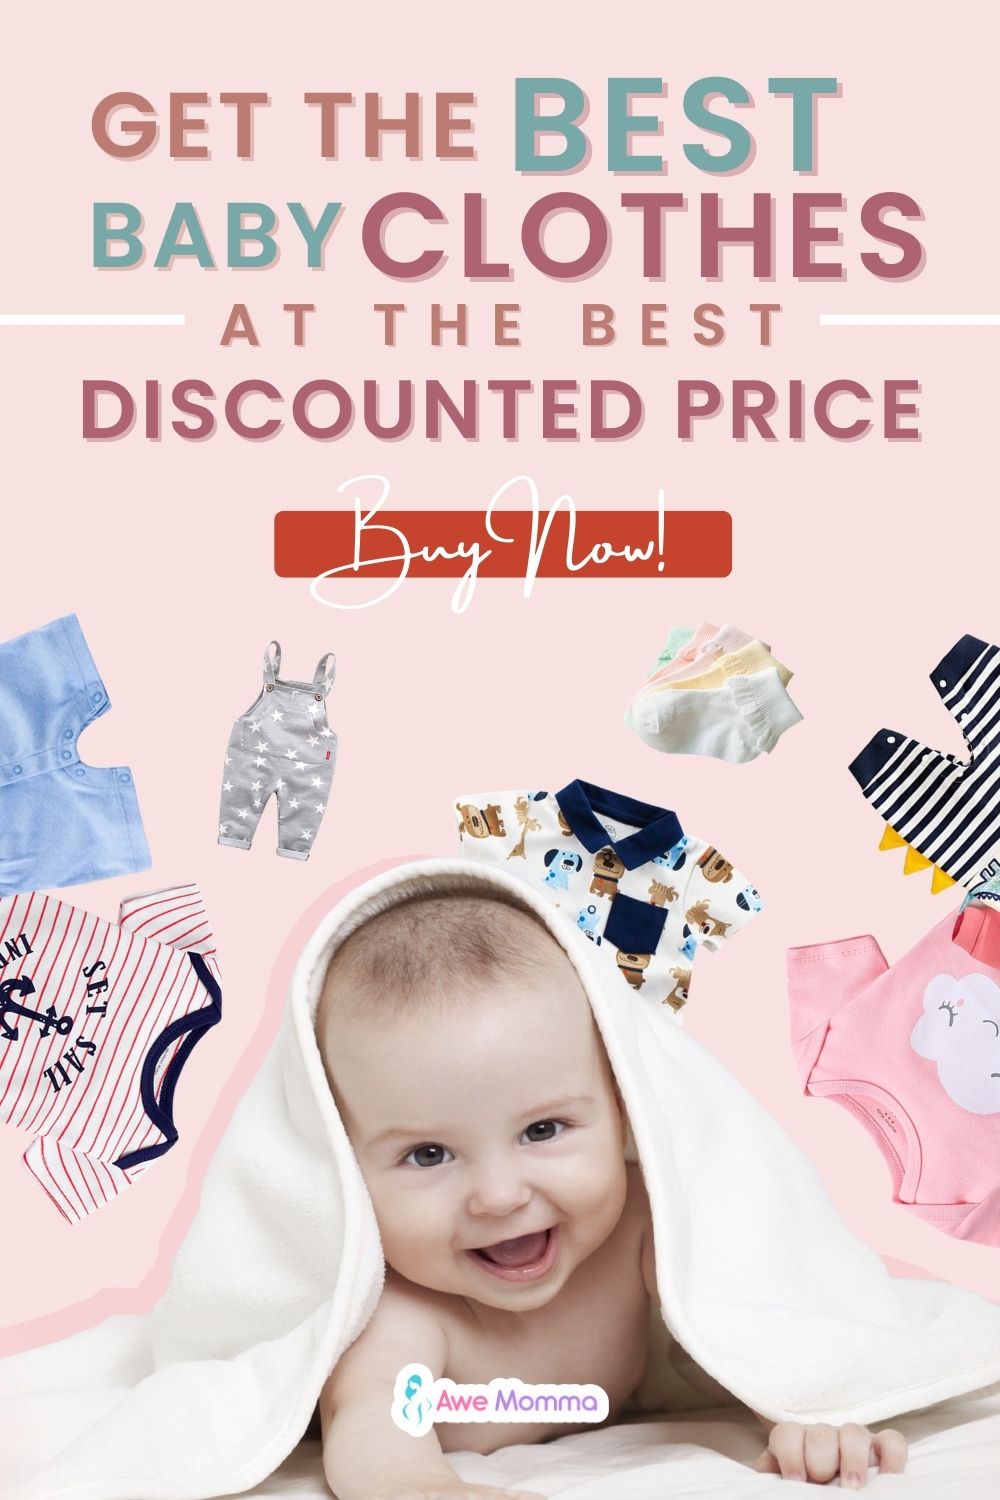 GET THE BEST
BABY CLOTHES
AT THE BEST
DISCOUNTED PRICE
Buy Now!
SET SAIL
Awe Momma